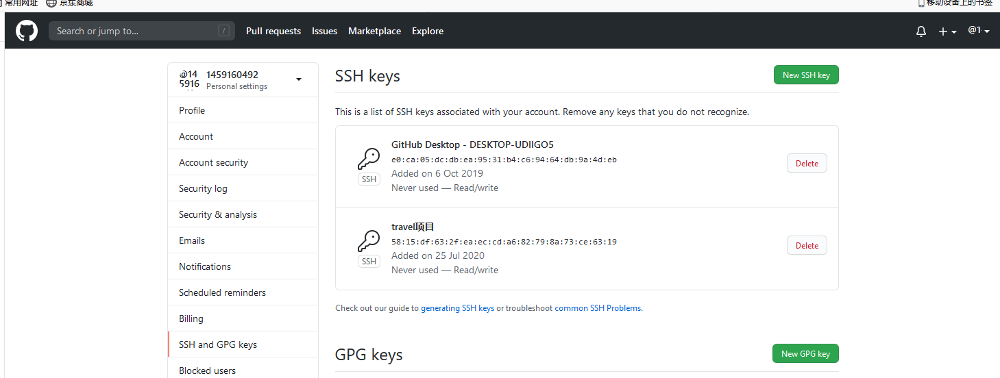 常用网址 京东商城 移动设备上的书签
Search or jump to... / Pull requests Issues Marketplace Explore @1
@145916 1459160492
Personal settings
Profile
Account
Account security
Security log
Security & analysis
Emails
Notifications
Scheduled reminders
Billing
SSH and GPG keys
Blocked users
SSH keys New SSH key
This is a list of SSH keys associated with your account. Remove any keys that you do not recognize.
GitHub Desktop - DESKTOP-UDIIGO5
e0:ca:05:dc:db:ea:95:31:b4:c6:94:64:db:9a:4d:eb
Added on 6 Oct 2019
Never used — Read/write
SSH
Delete
travel项目
58:15:df:63:2f:ea:ec:cd:a6:82:79:8a:73:ce:63:19
Added on 25 Jul 2020
Never used — Read/write
SSH
Delete
Check out our guide to generating SSH keys or troubleshoot common SSH Problems.
GPG keys New GPG key